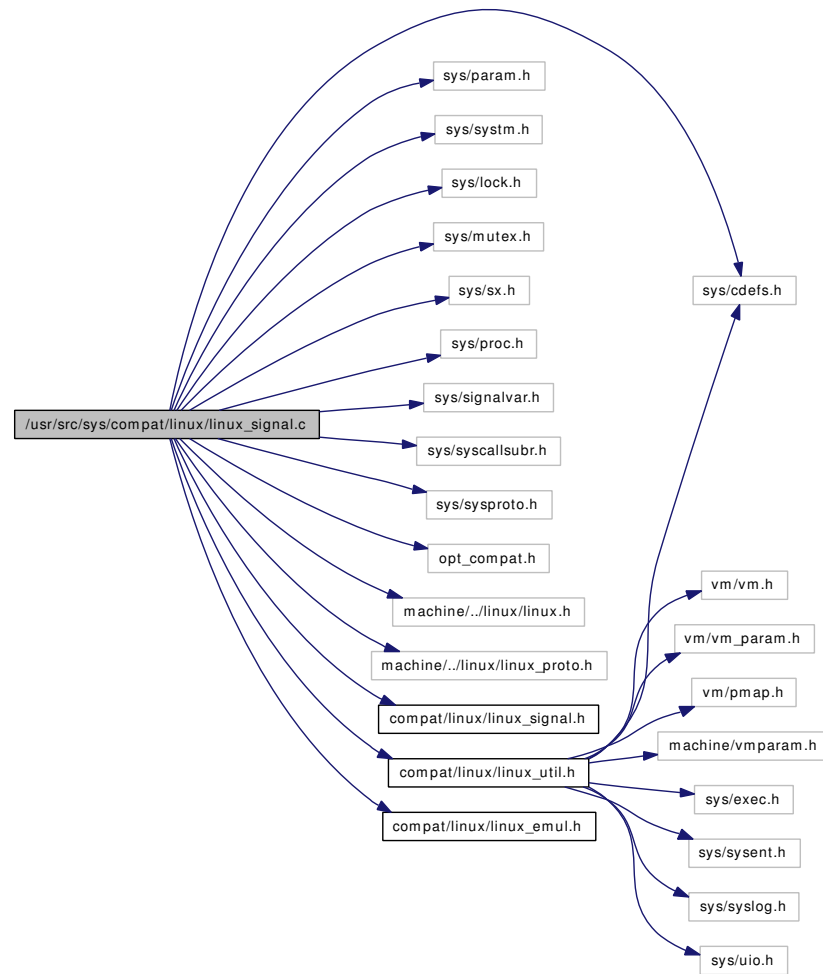 sys/param.h
sys/systm.h
sys/lock.h
sys/mutex.h
sys/sx.h
sys/cdefs.h
sys/proc.h
sys/signalvar.h
/usr/src/sys/compat/linux/linux_signal.c
sys/syscallsubr.h
sys/sysproto.h
opt_compat.h
vm/vm.h
machine/../linux/linux.h
vm/vm_param.h
machine/../linux/linux_proto.h
vm/pmap.h
compat/linux/linux_signal.h
machine/vmparam.h
compat/linux/linux_util.h
sys/exec.h
compat/linux/linux_emul.h
sys/sysent.h
sys/syslog.h
sys/uio.h